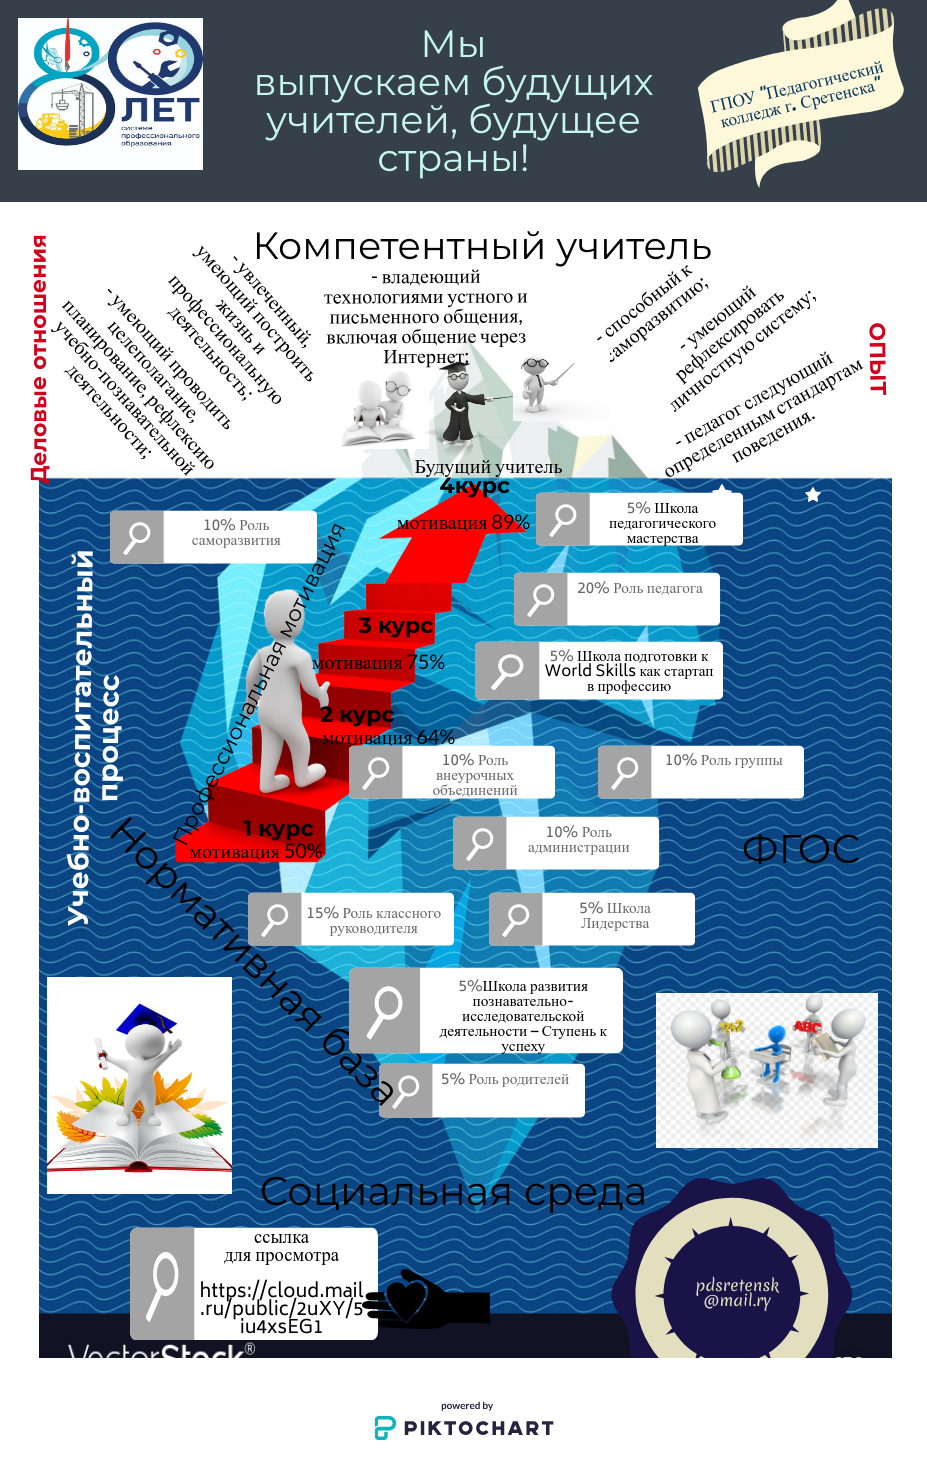 80
ЛЕТ
системе
профессионального
образования
Мы
выпускаем будущих
учителей, будущее
страны!
ГПОУ "Педагогический
колледж г. Сретенска"
Компетентный учитель
Деловые отношения
- умеющий проводить
целеполагание,
планирование, рефлексию
учебно-познавательной
деятельности;
- увлеченный,
умеющий построить
жизнь и
профессиональную
деятельность;
- владеющий
технологиями устного и
письменного общения,
включая общение через
Интернет;
- способный к
саморазвитию;
- умеющий
рефлексировать
личностную систему;
- педагог следующий
определенным стандартам
поведения.
ОПЫТ
Будущий учитель
4курс
мотивация 89%
10% Роль
саморазвития
5% Школа
педагогического
мастерства
20% Роль педагога
3 курс
мотивация 75%
5% Школа подготовки к
World Skills как стартап
в профессию
Профессиональная мотивация
Учебно-воспитательный
процесс
2 курс
мотивация 64%
10% Роль
внеурочных
объединений
10% Роль группы
1 курс
мотивация 50%
10% Роль
администрации
ФГОС
Нормативная база
15% Роль классного
руководителя
5% Школа
Лидерства
5%Школа развития
познавательно-
исследовательской
деятельности – Ступень к
успеху
5% Роль родителей
ABC
Социальная среда
ссылка
для просмотра
https://cloud.mail
.ru/public/2uXY/5
iu4xsEG1
pdsretensk
@mail.ry
VectorStock®
powered by
PIKTOCHART